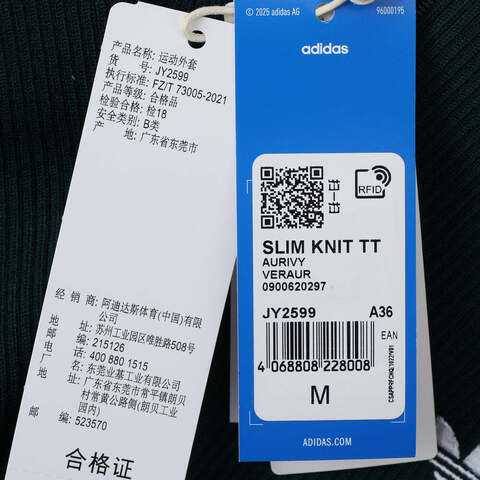 产品名称: 运动外套
货 号: JY2599
执行标准: FZ/T 73005-2021
产品等级: 合格品
检验合格: 检18
安全类别: B类
产 地: 广东省东莞市
经 销 商: 阿迪达斯体育(中国)有限
公司
地 址: 苏州工业园区唯胜路508号
邮 编: 215126
电 话: 400 880 1515
制 造 商: 东莞业基工业有限公司
地 址: 广东省东莞市常平镇朗贝
村常黄公路侧(朗贝工业
园内)
邮 编: 523570
合格证
© 2025 adidas AG
96000195
adidas
RFID
SLIM KNIT TT
AURIVY
VERAUR
0900620297
JY2599 A36
EAN
4 068808 228008
M
ADIDAS.COM